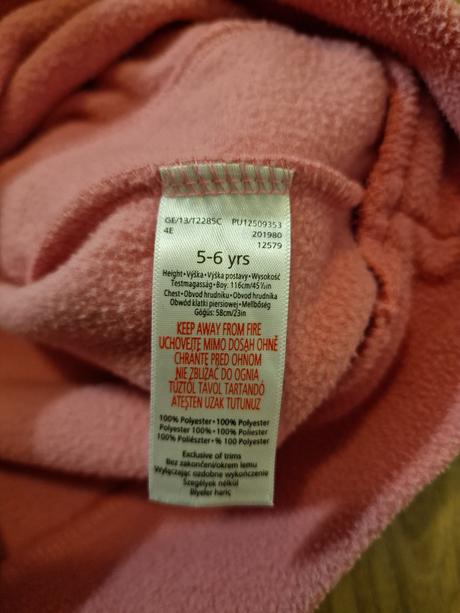 GE/13/T2285C PU12509353
4E 201980
12579
5-6 yrs
Height•Výška•Výška postavy•Wysokość
Testmagasság•Boy: 116cm/45½in
Chest•Obvod hrudníku•Obvod hrudníka
Obwód klatki piersiowej•Mellbőség
Göğüs: 58cm/23in
KEEP AWAY FROM FIRE
UCHOVEJTE MIMO DOSAH OHNĚ
CHRÁŇTE PRED OHŇOM
NIE ZBLIŻAĆ DO OGNIA
TŰZTŐL TÁVOL TARTANDÓ
ATEŞTEN UZAK TUTUNUZ
100% Polyester•100% Polyester
Polyester 100%•100% Poliester
100% Poliészter•% 100 Polyester
Exclusive of trims
Bez zakončení/okrem lemu
Wyłączając ozdobne wykończenie
Szegélyek nélkül
Biyeler hariç